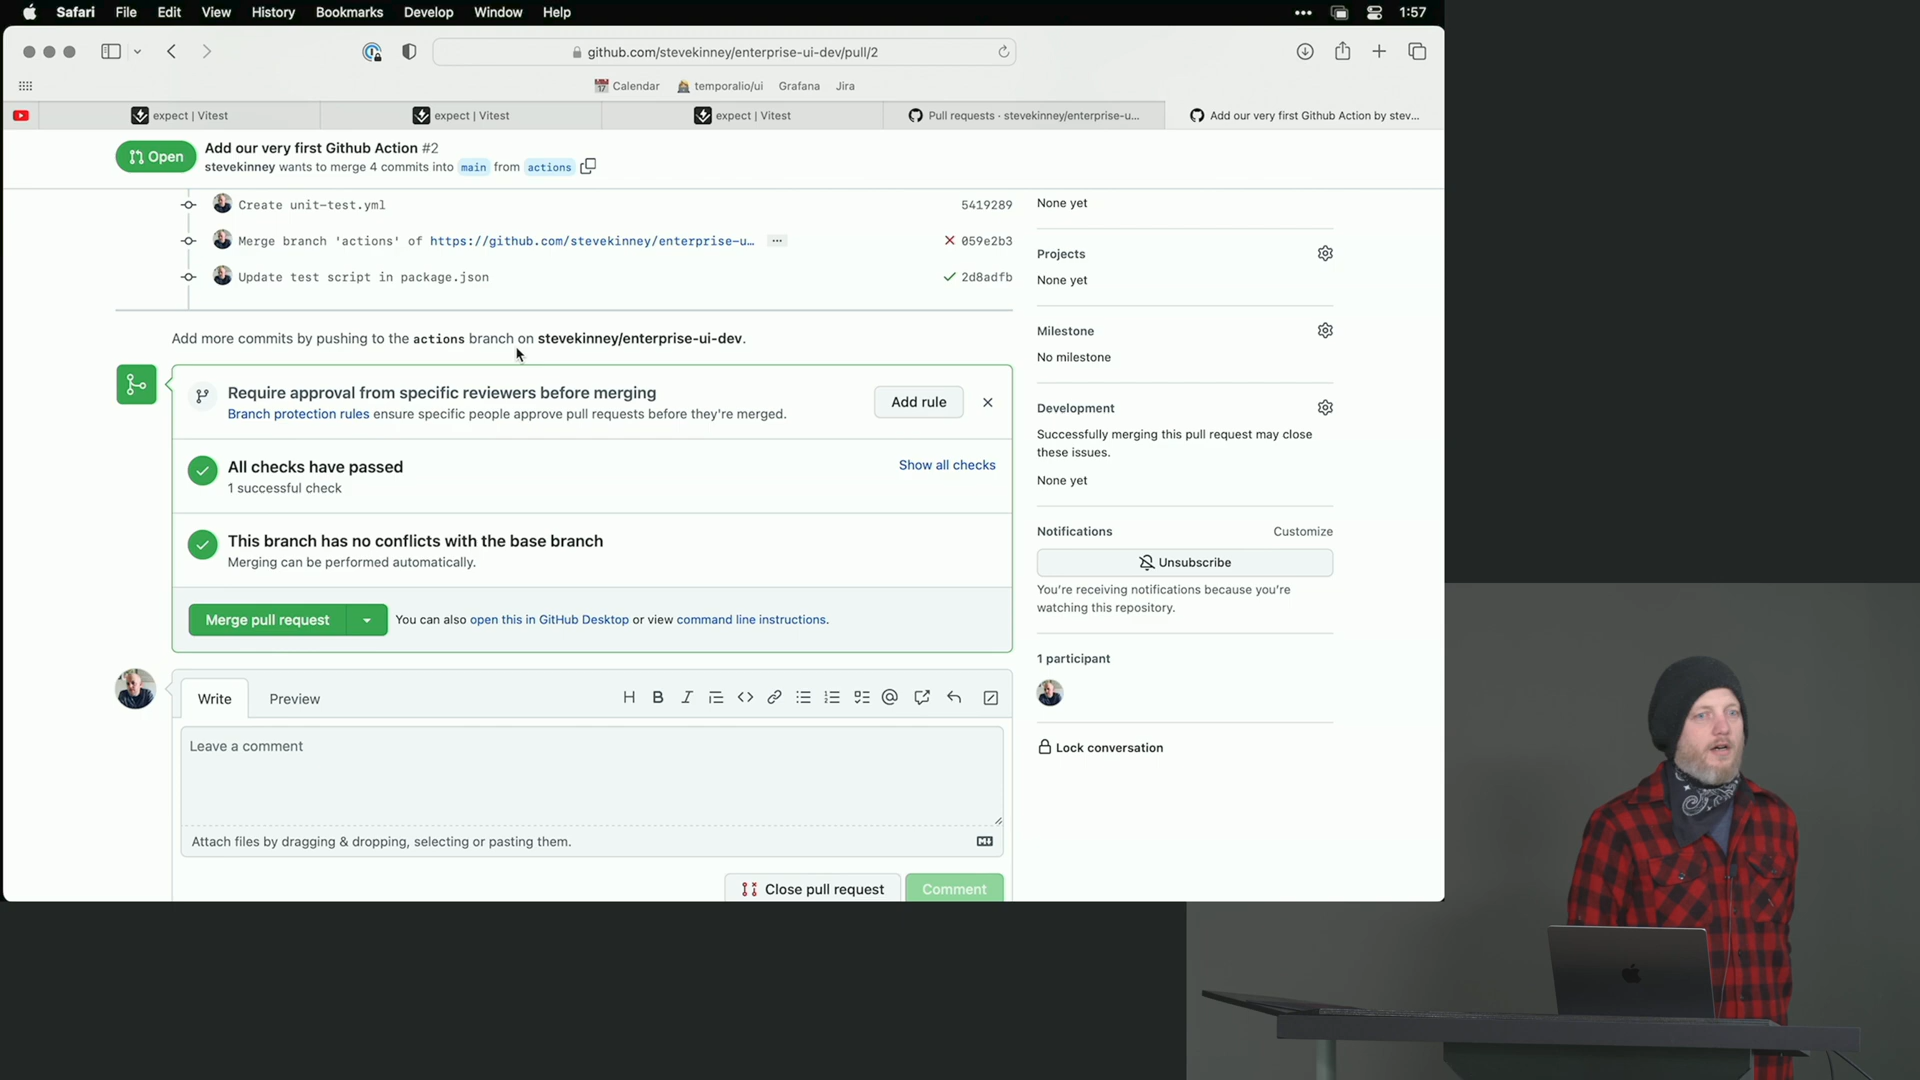 Safari File Edit View History Bookmarks Develop Window Help ••• 1:57
github.com/stevekinney/enterprise-ui-dev/pull/2
Calendar temporalio/ui Grafana Jira
expect | Vitest expect | Vitest expect | Vitest Pull requests · stevekinney/enterprise-u... Add our very first Github Action by stev...
Open Add our very first Github Action #2
stevekinney wants to merge 4 commits into main from actions
Create unit-test.yml 5419289
Merge branch 'actions' of https://github.com/stevekinney/enterprise-u… ... 059e2b3
Update test script in package.json 2d8adfb
Add more commits by pushing to the actions branch on stevekinney/enterprise-ui-dev.
Require approval from specific reviewers before merging
Branch protection rules ensure specific people approve pull requests before they're merged.
Add rule
All checks have passed
1 successful check
Show all checks
This branch has no conflicts with the base branch
Merging can be performed automatically.
Merge pull request You can also open this in GitHub Desktop or view command line instructions.
Write Preview
Leave a comment
Attach files by dragging & dropping, selecting or pasting them.
Close pull request Comment
None yet
Projects
None yet
Milestone
No milestone
Development
Successfully merging this pull request may close
these issues.
None yet
Notifications Customize
Unsubscribe
You're receiving notifications because you're
watching this repository.
1 participant
Lock conversation